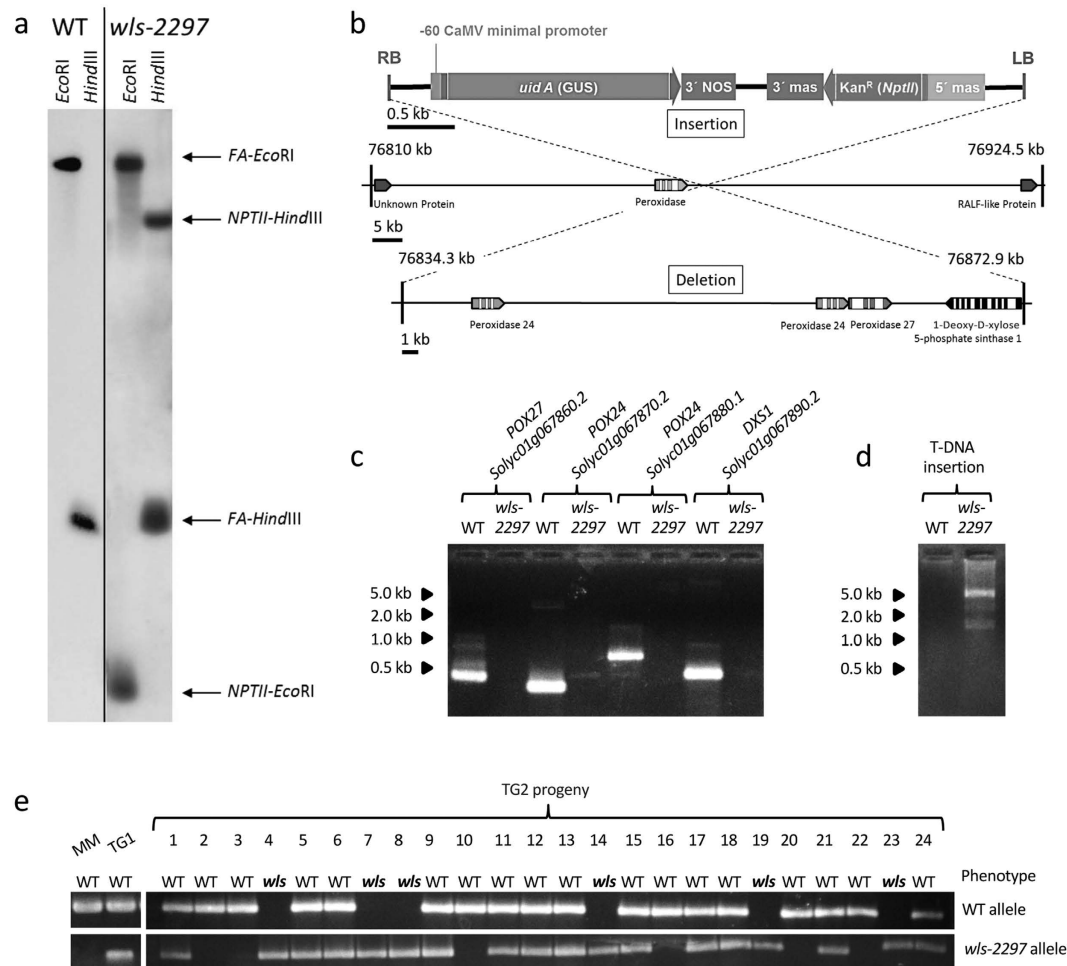 a
WT
wls-2297
EcoRI
HindIII
EcoRI
HindIII
FA-EcoRI
NPTII-HindIII
FA-HindIII
NPTII-EcoRI
b
-60 CaMV minimal promoter
RB
LB
uid A (GUS)
3´ NOS
3´ mas
Kanᴿ (NptII)
5´ mas
0.5 kb
Insertion
76810 kb
76924.5 kb
Unknown Protein
Peroxidase
RALF-like Protein
5 kb
76834.3 kb
Deletion
76872.9 kb
Peroxidase 24
Peroxidase 24
Peroxidase 27
1-Deoxy-D-xylose
5-phosphate sinthase 1
1 kb
c
POX27
Solyc01g067860.2
POX24
Solyc01g067870.2
POX24
Solyc01g067880.1
DXS1
Solyc01g067890.2
WT wls-2297 WT wls-2297 WT wls-2297 WT wls-2297
5.0 kb
2.0 kb
1.0 kb
0.5 kb
d
T-DNA
insertion
WT wls-2297
5.0 kb
2.0 kb
1.0 kb
0.5 kb
e
TG2 progeny
MM TG1 1 2 3 4 5 6 7 8 9 10 11 12 13 14 15 16 17 18 19 20 21 22 23 24
WT WT WT WT WT wls WT WT wls wls WT WT WT WT WT wls WT WT WT WT wls WT WT WT wls WT
Phenotype
WT allele
wls-2297 allele